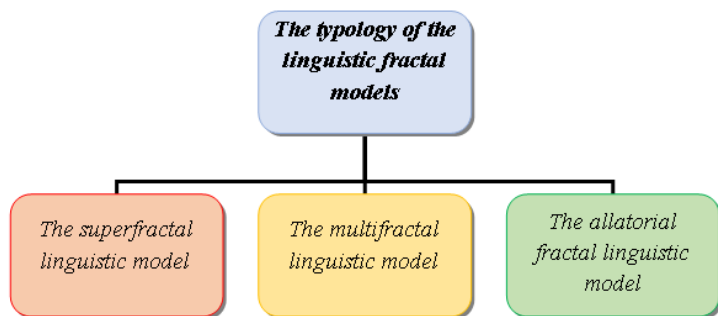 The typology of the
linguistic fractal
models
The superfractal
linguistic model
The multifractal
linguistic model
The allatorial
fractal linguistic
model